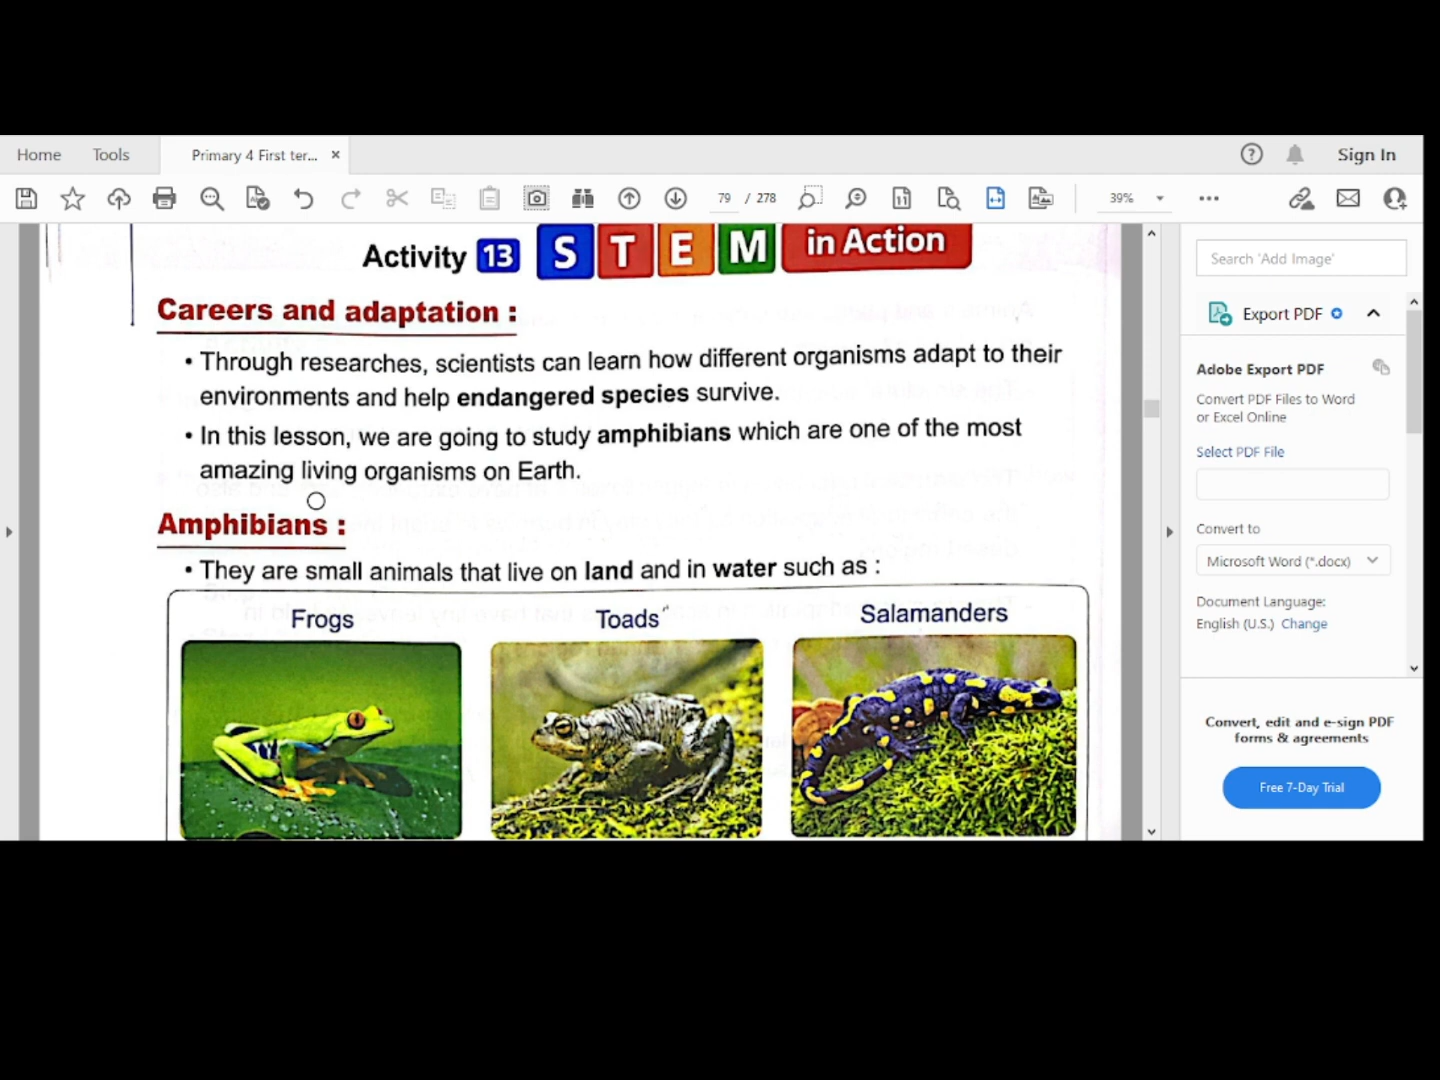 Home Tools Primary 4 First ter... × Sign In
79 / 278 39%
Activity 13 STEM in Action
Careers and adaptation :
• Through researches, scientists can learn how different organisms adapt to their
environments and help endangered species survive.
• In this lesson, we are going to study amphibians which are one of the most
amazing living organisms on Earth.
Amphibians :
• They are small animals that live on land and in water such as :
Frogs Toads Salamanders
Search 'Add Image'
Export PDF
Adobe Export PDF
Convert PDF Files to Word
or Excel Online
Select PDF File
Convert to
Microsoft Word (*.docx)
Document Language:
English (U.S.) Change
Convert, edit and e-sign PDF
forms & agreements
Free 7-Day Trial